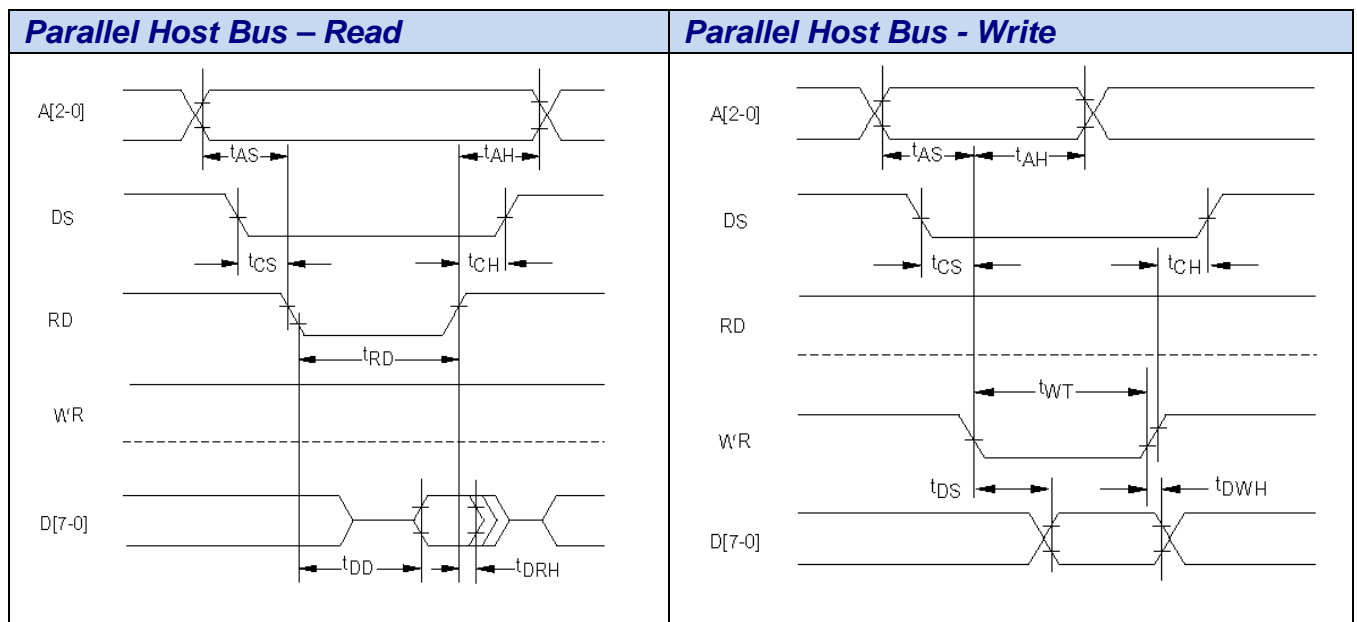 Parallel Host Bus – Read
A[2-0]
tAS
tAH
DS
tCS
tCH
RD
tRD
WR
D[7-0]
tDD
tDRH
Parallel Host Bus - Write
A[2-0]
tAS
tAH
DS
tCS
tCH
RD
tWT
WR
tDS
tDWH
D[7-0]